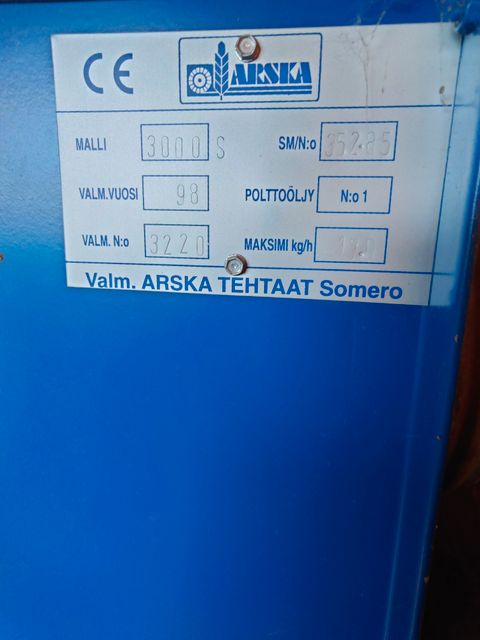 CE ARSKA
MALLI 3000 S SM/N:o 352.85
VALM.VUOSI 98 POLTTOÖLJY N:o 1
VALM. N:o 3220 MAKSIMI kg/h
Valm. ARSKA TEHTAAT Somero